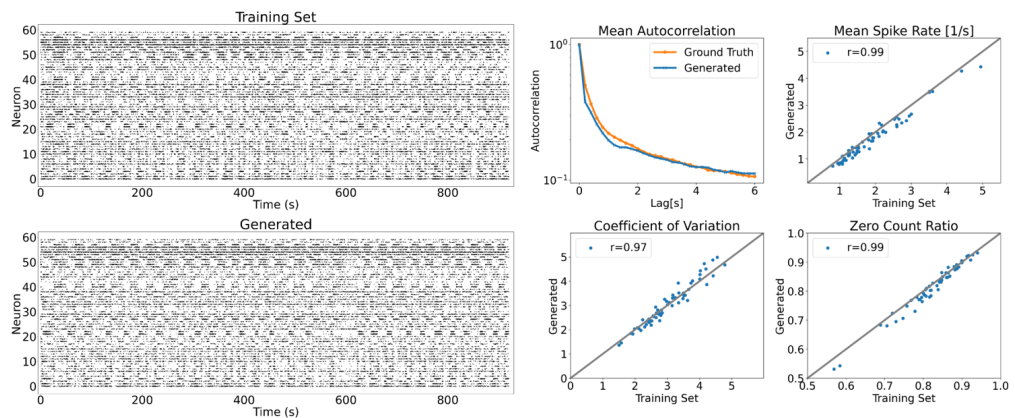 Training Set
60
50
40
30
20
10
0
Neuron
0 200 400 600 800
Time (s)
Mean Autocorrelation
10⁰
10⁻¹
Autocorrelation
Ground Truth
Generated
0 2 4 6
Lag[s]
Mean Spike Rate [1/s]
r=0.99
5
4
3
2
1
Generated
1 2 3 4 5
Training Set
Generated
60
50
40
30
20
10
0
Neuron
0 200 400 600 800
Time (s)
Coefficient of Variation
r=0.97
5
4
3
2
1
0
Generated
0 1 2 3 4 5
Training Set
Zero Count Ratio
r=0.99
1.0
0.9
0.8
0.7
0.6
0.5
Generated
0.5 0.6 0.7 0.8 0.9 1.0
Training Set